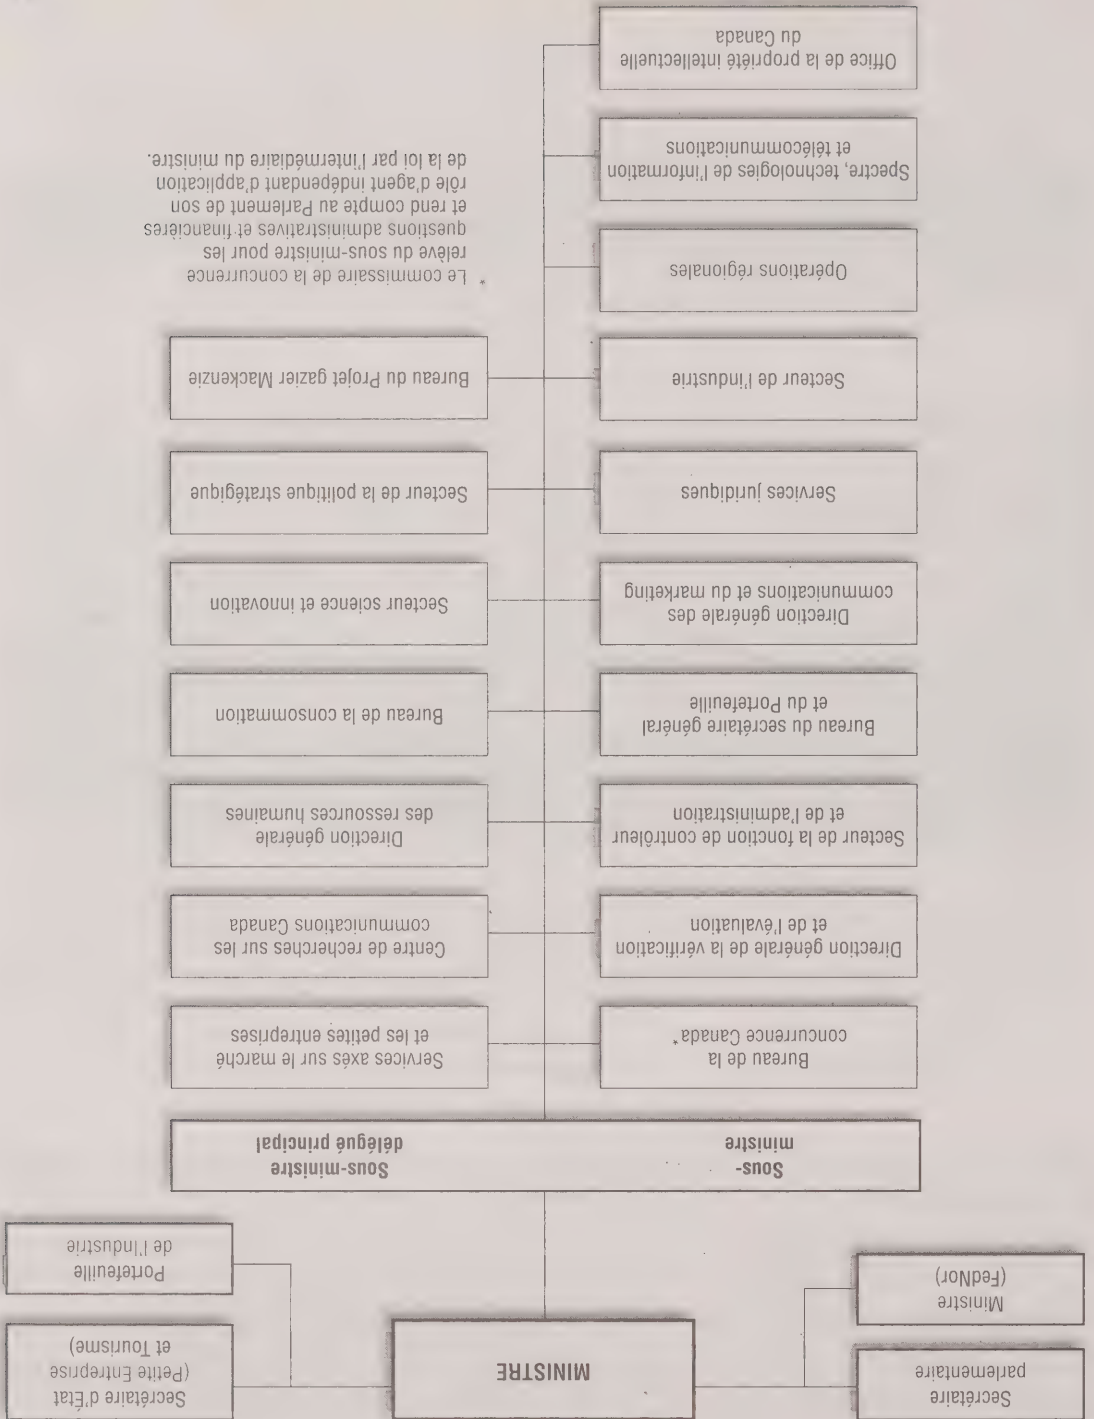 Secrétaire
parlementaire
MINISTRE
Secrétaire d'État
(Petite Entreprise
et Tourisme)
Ministre
(FedNor)
Portefeuille
de l'Industrie
Sous-
ministre
Sous-ministre
délégué principal
Bureau de la
concurrence Canada*
Services axés sur le marché
et les petites entreprises
Direction générale de la vérification
et de l'évaluation
Centre de recherches sur les
communications Canada
Secteur de la fonction de contrôleur
et de l'administration
Direction générale
des ressources humaines
Bureau du secrétaire général
et du Portefeuille
Bureau de la consommation
Direction générale des
communications et du marketing
Secteur science et innovation
Services juridiques
Secteur de la politique stratégique
Secteur de l'industrie
Bureau du Projet gazier Mackenzie
Opérations régionales
Spectre, technologies de l'information
et télécommunications
Office de la propriété intellectuelle
du Canada
* Le commissaire de la concurrence
relève du sous-ministre pour les
questions administratives et financières
et rend compte au Parlement de son
rôle d'agent indépendant d'application
de la loi par l'intermédiaire du ministre.